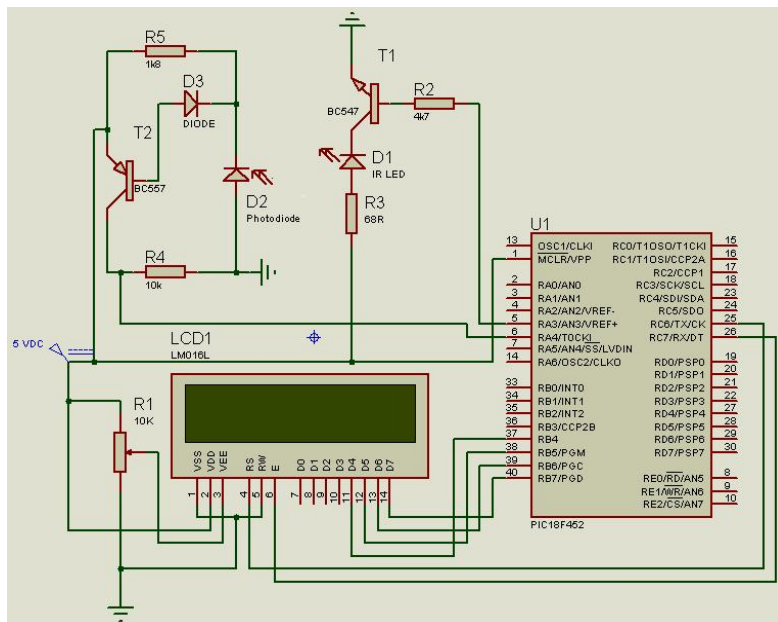 R5
1k8
D3
DIODE
T2
BC557
D2
Photodiode
R4
10k
T1
BC547
R2
4k7
D1
IR LED
R3
68R
5 VDC
LCD1
LM016L
R1
10K
VSS
VDD
VEE
RS
RW
E
D0
D1
D2
D3
D4
D5
D6
D7
1
2
3
4
5
6
7
8
9
10
11
12
13
14
U1
13 OSC1/CLKI RC0/T1OSO/T1CKI 15
1 MCLR/VPP RC1/T1OSI/CCP2A 16
RC2/CCP1 17
2 RA0/AN0 RC3/SCK/SCL 18
3 RA1/AN1 RC4/SDI/SDA 23
4 RA2/AN2/VREF- RC5/SDO 24
5 RA3/AN3/VREF+ RC6/TX/CK 25
6 RA4/T0CKI RC7/RX/DT 26
7 RA5/AN4/SS/LVDIN
14 RA6/OSC2/CLKO RD0/PSP0 19
RD1/PSP1 20
33 RB0/INT0 RD2/PSP2 21
34 RB1/INT1 RD3/PSP3 22
35 RB2/INT2 RD4/PSP4 27
36 RB3/CCP2B RD5/PSP5 28
37 RB4 RD6/PSP6 29
38 RB5/PGM RD7/PSP7 30
39 RB6/PGC
40 RB7/PGD RE0/RD/AN5 8
RE1/WR/AN6 9
RE2/CS/AN7 10
PIC18F452